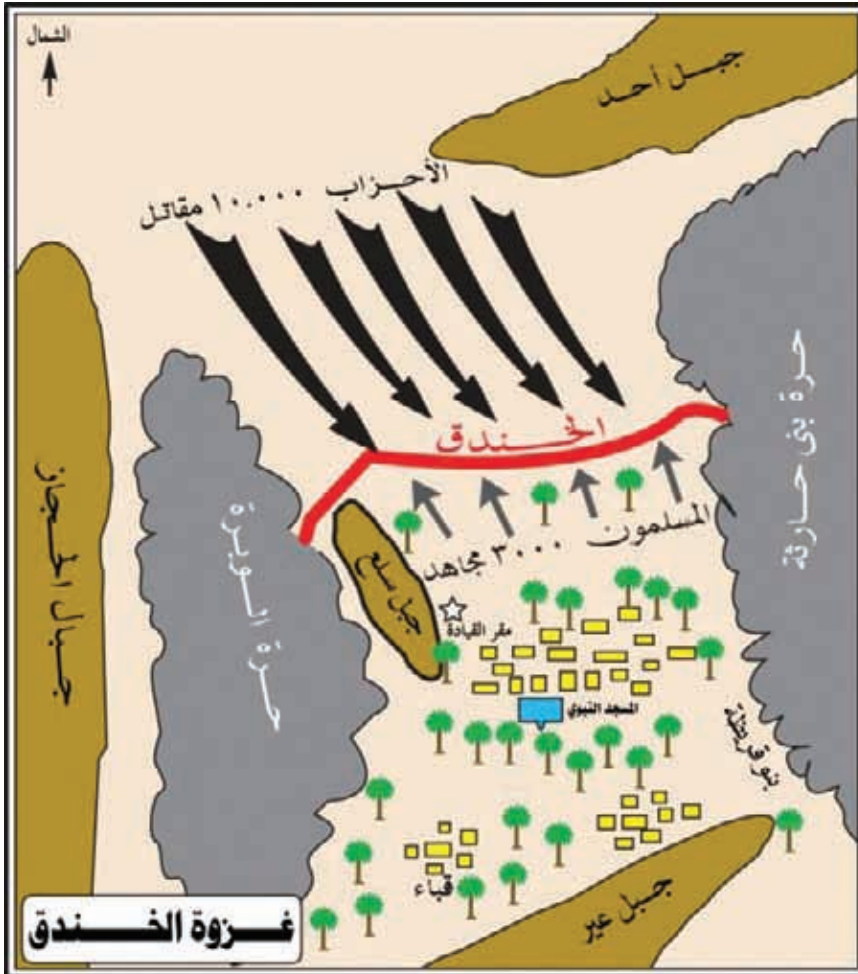 الشمال
جبل أحد
الأحزاب ١٠,٠٠٠ مقاتل
حرة بنى حارثة
الخندق
جبال الحجاز
حرة الوبرة
المسلمون ٣٠٠٠ مجاهد
جبل سلع
مقر القيادة
المسجد النبوي
بنو قريظة
قباء
جبل عير
غزوة الخندق